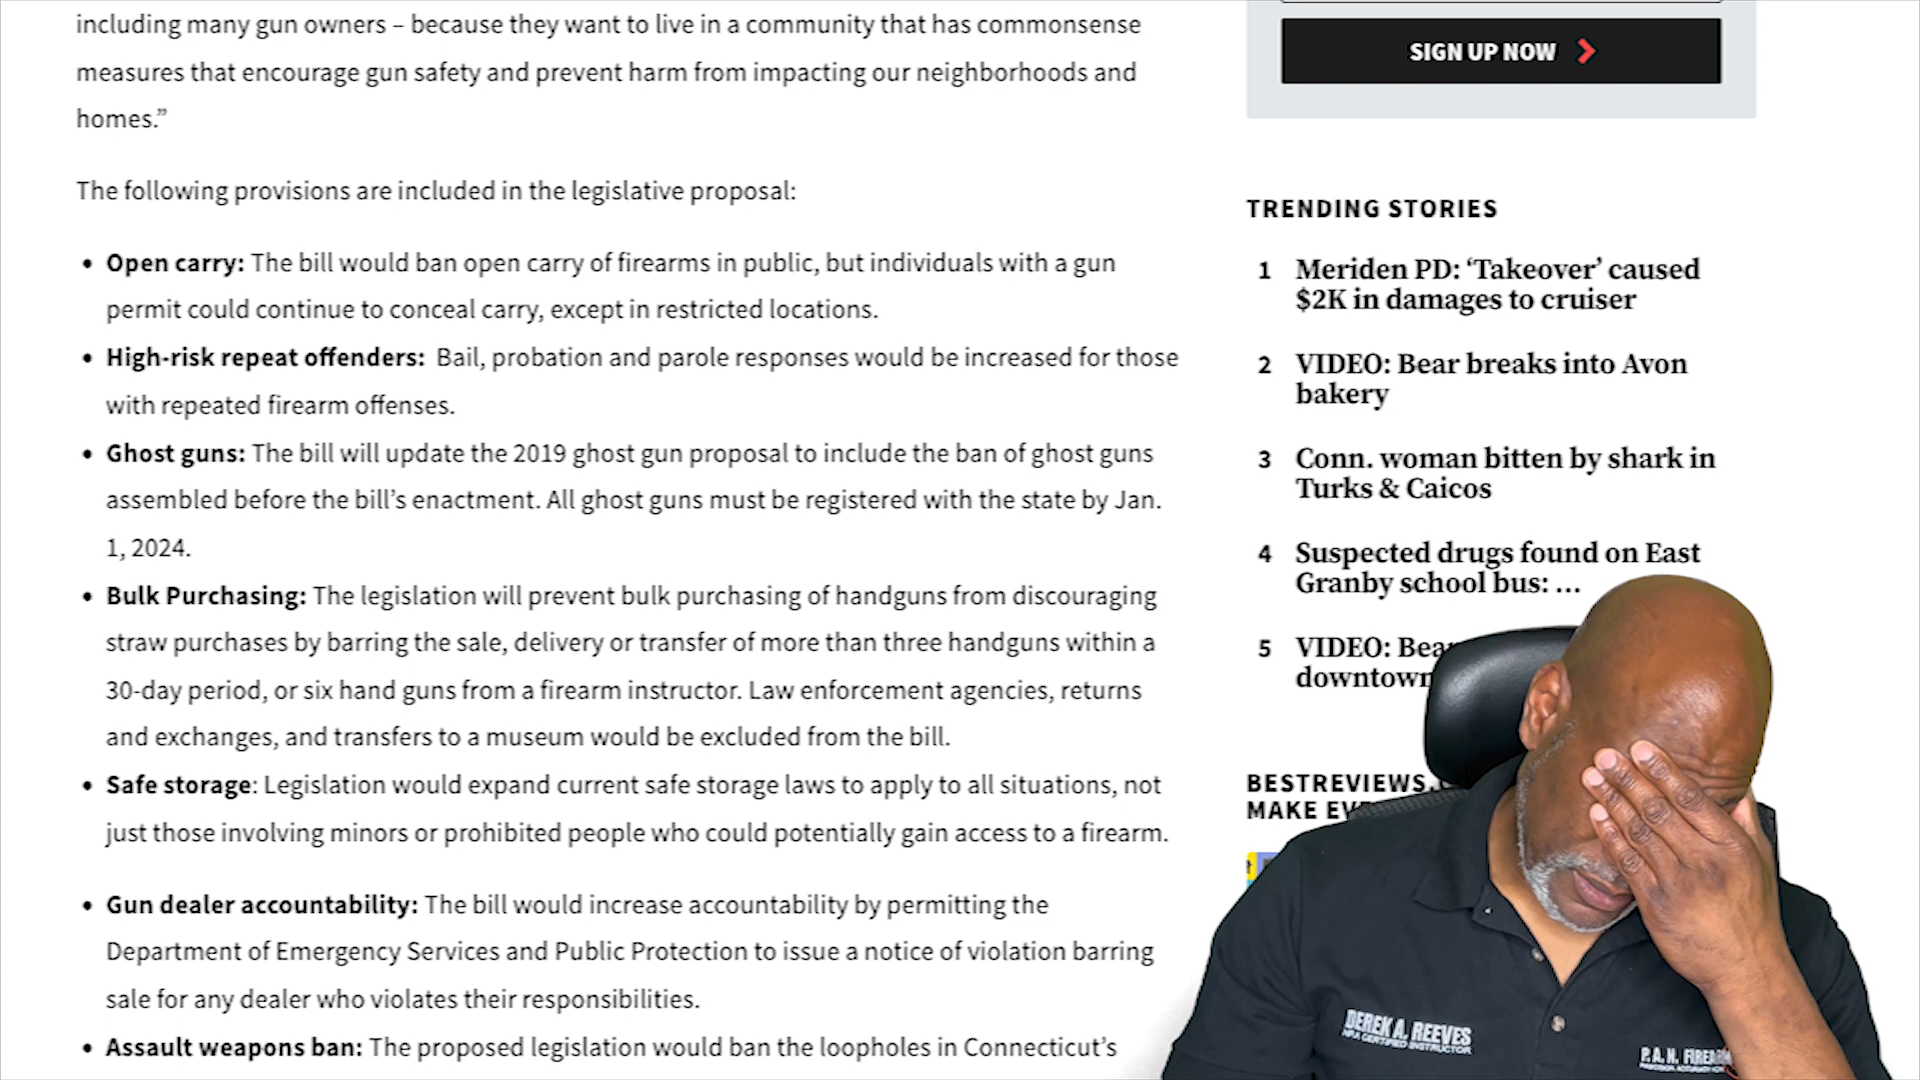 including many gun owners – because they want to live in a community that has commonsense
measures that encourage gun safety and prevent harm from impacting our neighborhoods and
homes.”
The following provisions are included in the legislative proposal:
• Open carry: The bill would ban open carry of firearms in public, but individuals with a gun
permit could continue to conceal carry, except in restricted locations.
• High-risk repeat offenders: Bail, probation and parole responses would be increased for those
with repeated firearm offenses.
• Ghost guns: The bill will update the 2019 ghost gun proposal to include the ban of ghost guns
assembled before the bill’s enactment. All ghost guns must be registered with the state by Jan.
1, 2024.
• Bulk Purchasing: The legislation will prevent bulk purchasing of handguns from discouraging
straw purchases by barring the sale, delivery or transfer of more than three handguns within a
30-day period, or six hand guns from a firearm instructor. Law enforcement agencies, returns
and exchanges, and transfers to a museum would be excluded from the bill.
• Safe storage: Legislation would expand current safe storage laws to apply to all situations, not
just those involving minors or prohibited people who could potentially gain access to a firearm.
• Gun dealer accountability: The bill would increase accountability by permitting the
Department of Emergency Services and Public Protection to issue a notice of violation barring
sale for any dealer who violates their responsibilities.
• Assault weapons ban: The proposed legislation would ban the loopholes in Connecticut’s
SIGN UP NOW
TRENDING STORIES
1 Meriden PD: ‘Takeover’ caused
$2K in damages to cruiser
2 VIDEO: Bear breaks into Avon
bakery
3 Conn. woman bitten by shark in
Turks & Caicos
4 Suspected drugs found on East
Granby school bus: …
5 VIDEO: Bea
downtown
BESTREVIEWS.
MAKE
DEREK A. REEVES
NRA CERTIFIED INSTRUCTOR
P.A.N. FIREAR